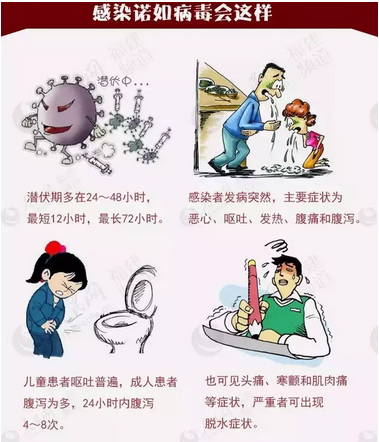 感染诺如病毒会这样
潜伏中...
潜伏期多在24～48小时，
最短12小时，最长72小时。
感染者发病突然，主要症状为
恶心、呕吐、发热、腹痛和腹泻。
儿童患者呕吐普遍，成人患者
腹泻为多，24小时内腹泻
4～8次。
也可见头痛、寒颤和肌肉痛
等症状，严重者可出现
脱水症状。